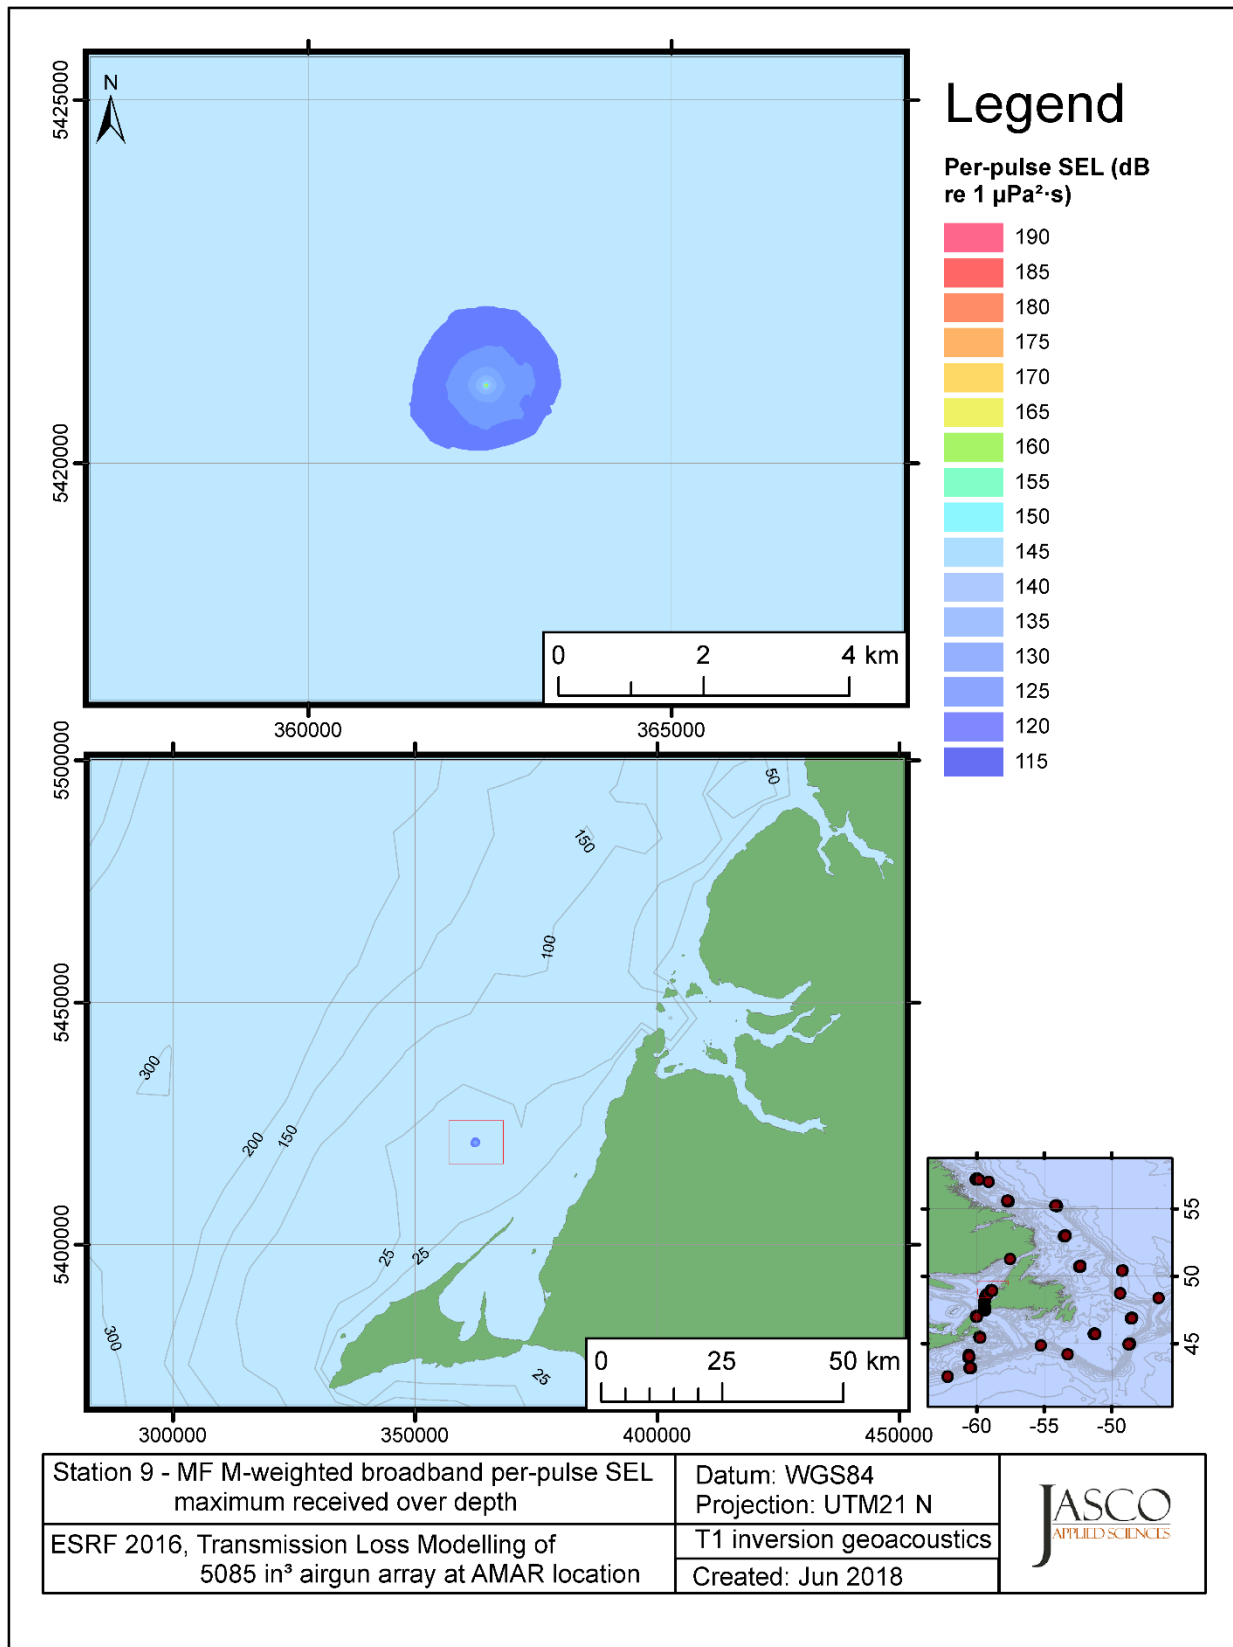 N
5425000
5420000
360000
365000
0
2
4 km
Legend
Per-pulse SEL (dB
re 1 µPa²·s)
190
185
180
175
170
165
160
155
150
145
140
135
130
125
120
115
5500000
5450000
5400000
300000
350000
400000
450000
50
150
100
300
200
150
25
25
300
25
0
25
50 km
55
50
45
-60
-55
-50
Station 9 - MF M-weighted broadband per-pulse SEL
maximum received over depth
ESRF 2016, Transmission Loss Modelling of
5085 in³ airgun array at AMAR location
Datum: WGS84
Projection: UTM21 N
T1 inversion geoacoustics
Created: Jun 2018
JASCO
APPLIED SCIENCES